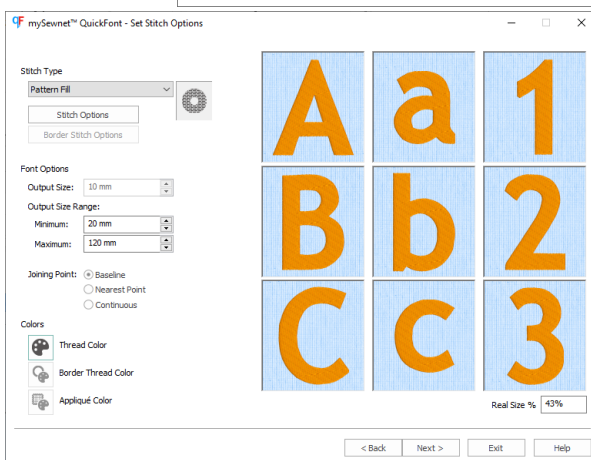 QF mySewnet™ QuickFont - Set Stitch Options
Stitch Type
Pattern Fill
Stitch Options
Border Stitch Options
Font Options
Output Size: 10 mm
Output Size Range:
Minimum: 20 mm
Maximum: 120 mm
Joining Point: Baseline
Nearest Point
Continuous
Colors
Thread Color
Border Thread Color
Appliqué Color
A a 1
B b 2
C c 3
Real Size % 43%
< Back Next > Exit Help